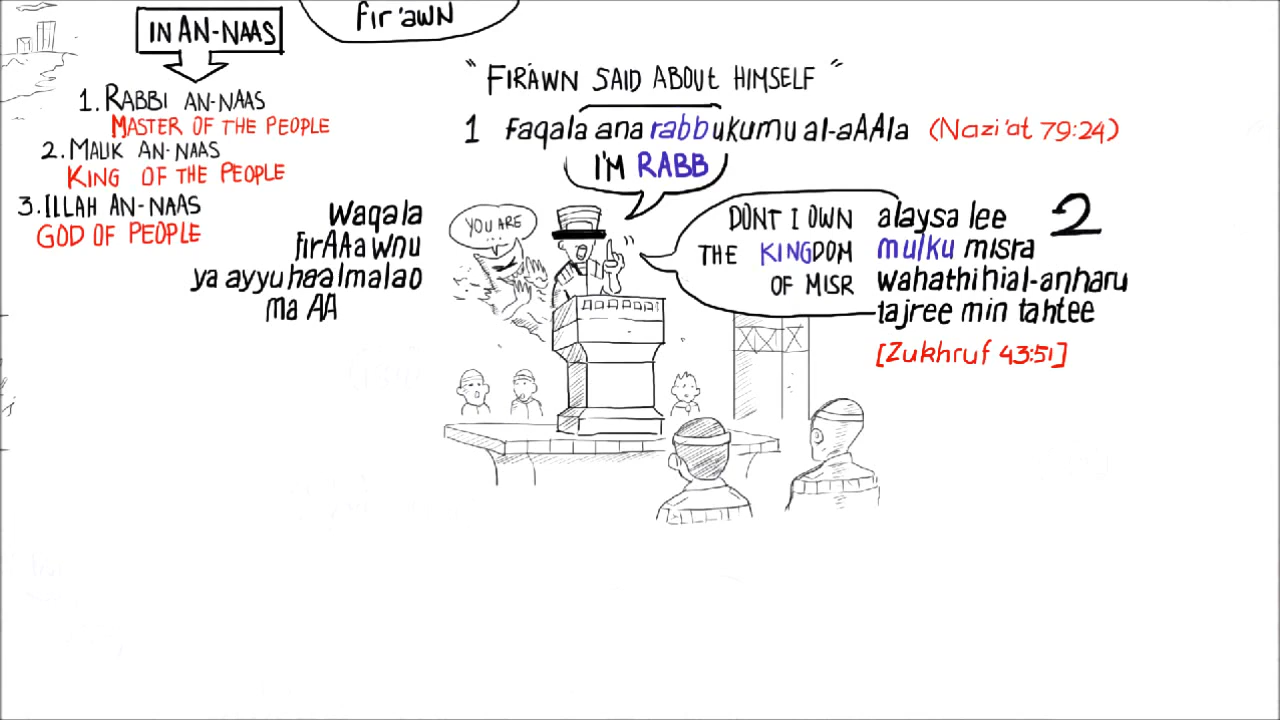 fir'awn
IN AN-NAAS
1. RABBI AN-NAAS
MASTER OF THE PEOPLE
2. MALIK AN-NAAS
KING OF THE PEOPLE
3. ILLAH AN-NAAS
GOD OF PEOPLE
"FIRAWN SAID ABOUT HIMSELF"
1 Faqala ana rabbukumu al-aAAla (Nazi'at 79:24)
I'M RABB
Waqala
firAAawnu
ya ayyuhaalmalao
ma AA
YOU ARE
...
DONT I OWN
THE KINGDOM
OF MISR
alaysa lee 2
mulku misra
wahathihial-anharu
tajree min tahtee
[Zukhruf 43:51]